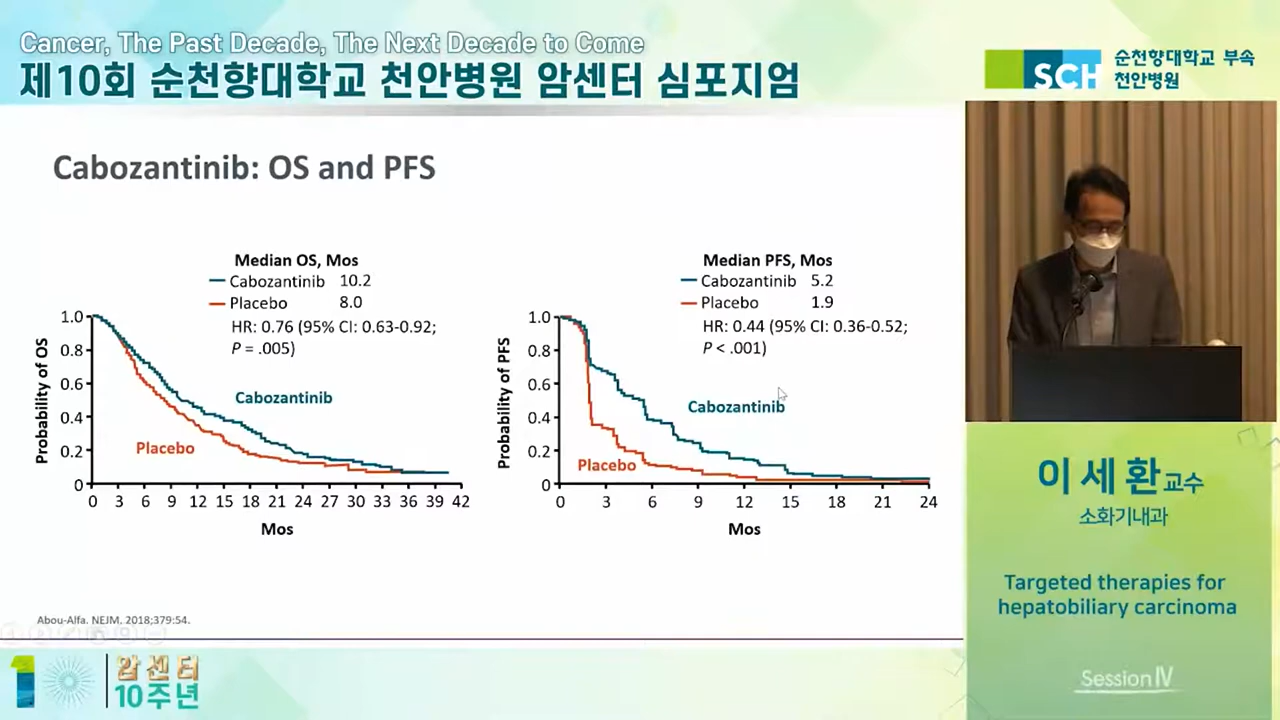 Cancer, The Past Decade, The Next Decade to Come
제10회 순천향대학교 천안병원 암센터 심포지엄
SCH
순천향대학교 부속
천안병원
Cabozantinib: OS and PFS
Median OS, Mos
Cabozantinib 10.2
Placebo 8.0
HR: 0.76 (95% CI: 0.63-0.92;
P = .005)
Probability of OS
1.0
0.8
0.6
0.4
0.2
0
Cabozantinib
Placebo
0 3 6 9 12 15 18 21 24 27 30 33 36 39 42
Mos
Median PFS, Mos
Cabozantinib 5.2
Placebo 1.9
HR: 0.44 (95% CI: 0.36-0.52;
P < .001)
Probability of PFS
1.0
0.8
0.6
0.4
0.2
0
Cabozantinib
Placebo
0 3 6 9 12 15 18 21 24
Mos
Abou-Alfa. NEJM. 2018;379:54.
이세환교수
소화기내과
Targeted therapies for
hepatobiliary carcinoma
Session Ⅳ
10
암센터
10주년